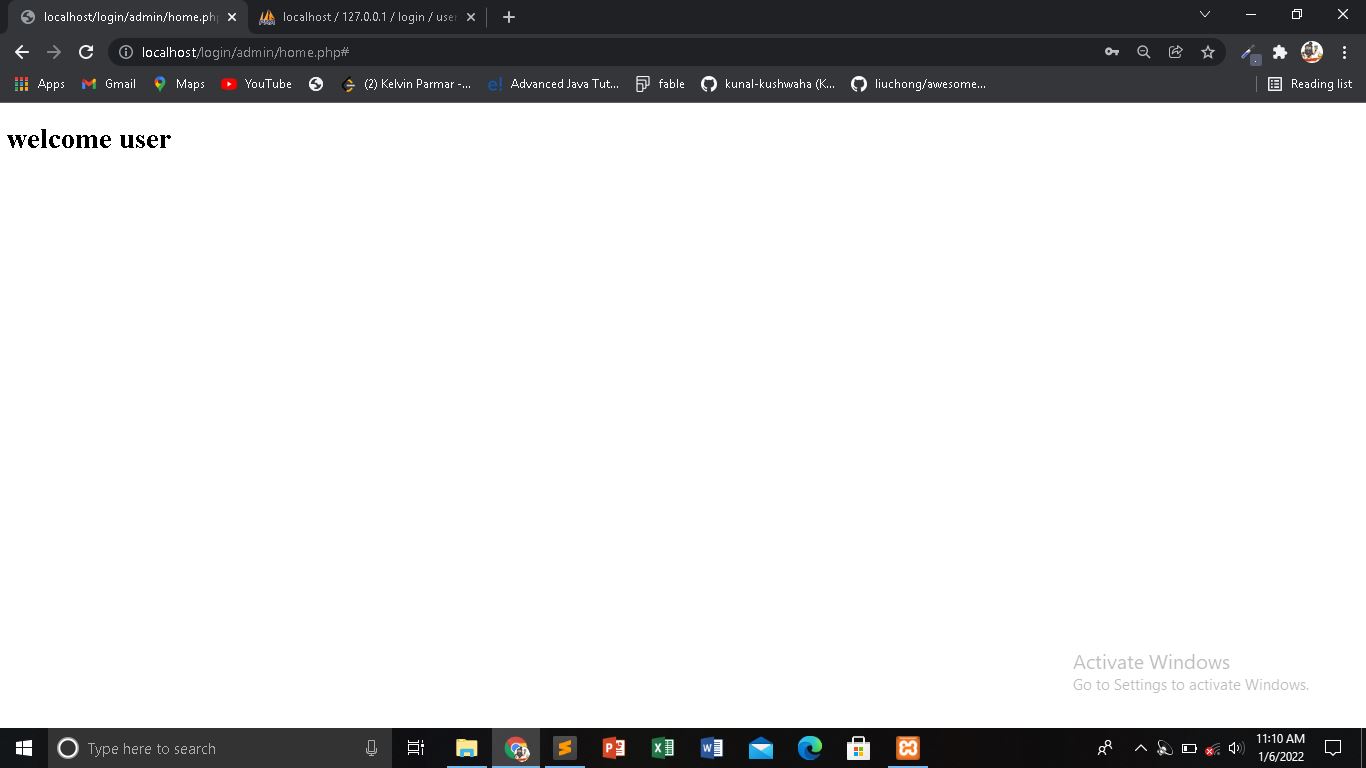 localhost/login/admin/home.php
localhost / 127.0.0.1 / login / user
localhost/login/admin/home.php#
Apps
Gmail
Maps
YouTube
(2) Kelvin Parmar -...
Advanced Java Tut...
fable
kunal-kushwaha (K...
liuchong/awesome...
Reading list
welcome user
Activate Windows
Go to Settings to activate Windows.
Type here to search
11:10 AM
1/6/2022